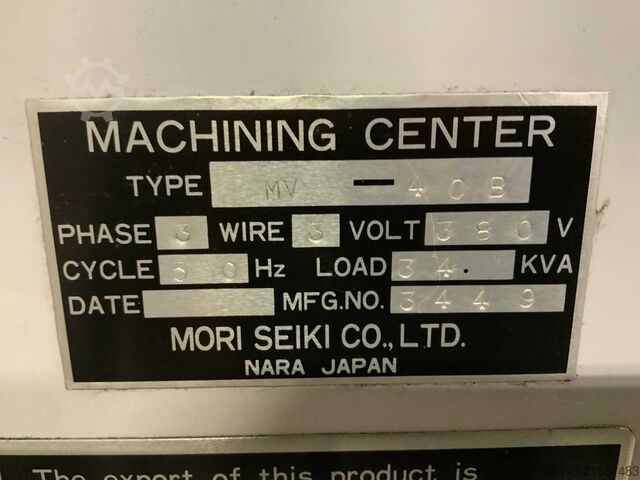 MACHINING CENTER
TYPE MV - 40B
PHASE 3 WIRE 3 VOLT 380 V
CYCLE 50 Hz LOAD 34. KVA
DATE MFG.NO. 3449
MORI SEIKI CO.,LTD.
NARA JAPAN
The export of this product is